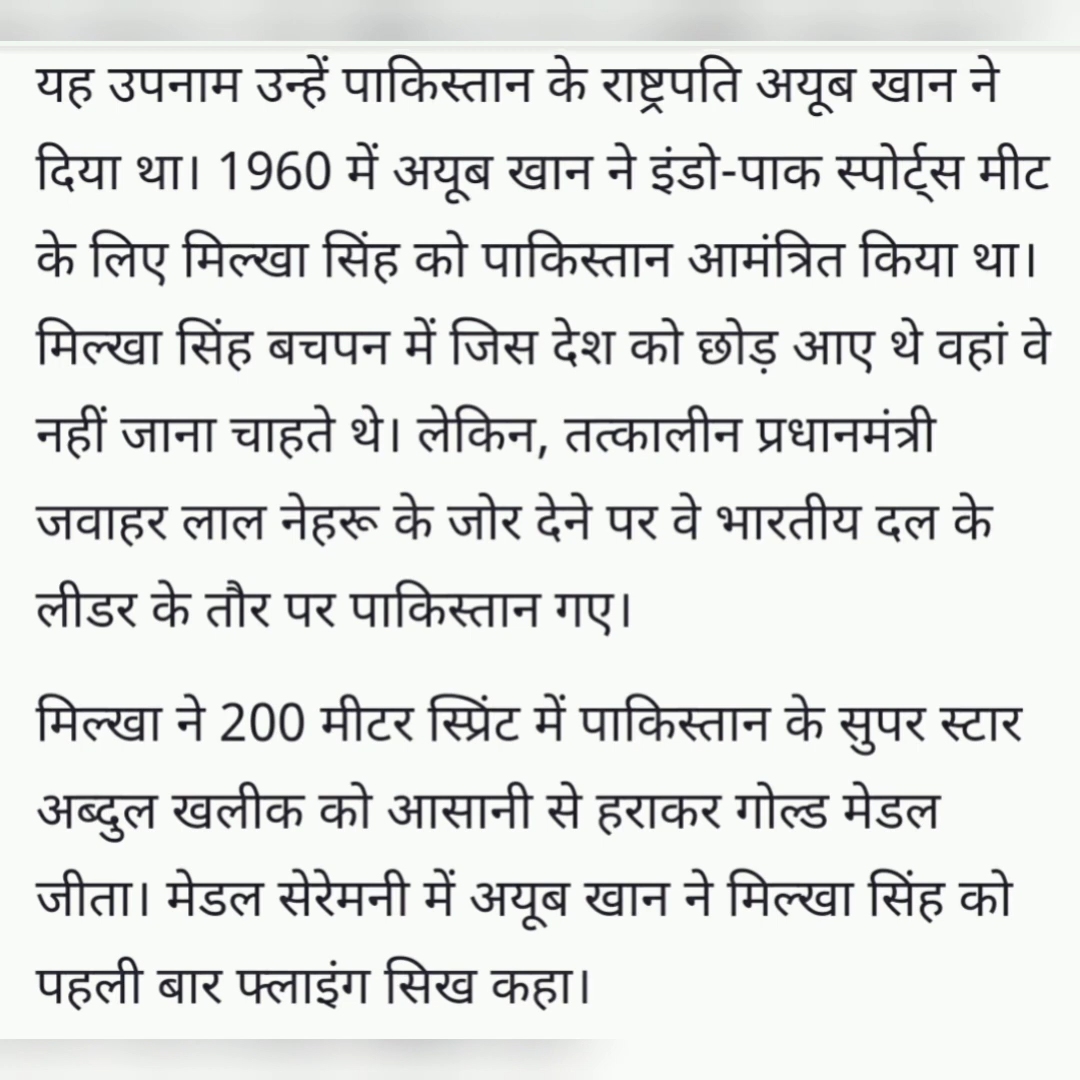 यह उपनाम उन्हें पाकिस्तान के राष्ट्रपति अयूब खान ने
दिया था। 1960 में अयूब खान ने इंडो-पाक स्पोर्ट्स मीट
के लिए मिल्खा सिंह को पाकिस्तान आमंत्रित किया था।
मिल्खा सिंह बचपन में जिस देश को छोड़ आए थे वहां वे
नहीं जाना चाहते थे। लेकिन, तत्कालीन प्रधानमंत्री
जवाहर लाल नेहरू के जोर देने पर वे भारतीय दल के
लीडर के तौर पर पाकिस्तान गए।
मिल्खा ने 200 मीटर स्प्रिंट में पाकिस्तान के सुपर स्टार
अब्दुल खलीक को आसानी से हराकर गोल्ड मेडल
जीता। मेडल सेरेमनी में अयूब खान ने मिल्खा सिंह को
पहली बार फ्लाइंग सिख कहा।